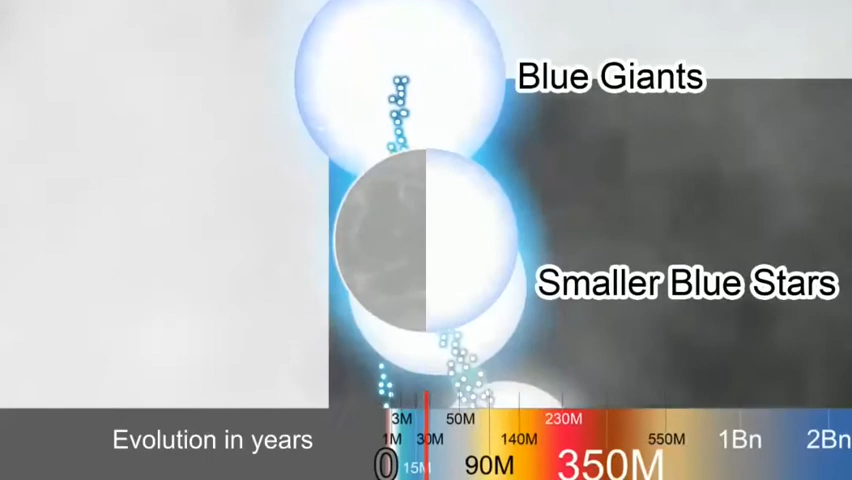 Blue Giants
Smaller Blue Stars
3M 50M 230M
Evolution in years 1M 30M 140M 550M 1Bn 2Bn
0 15M 90M 350M